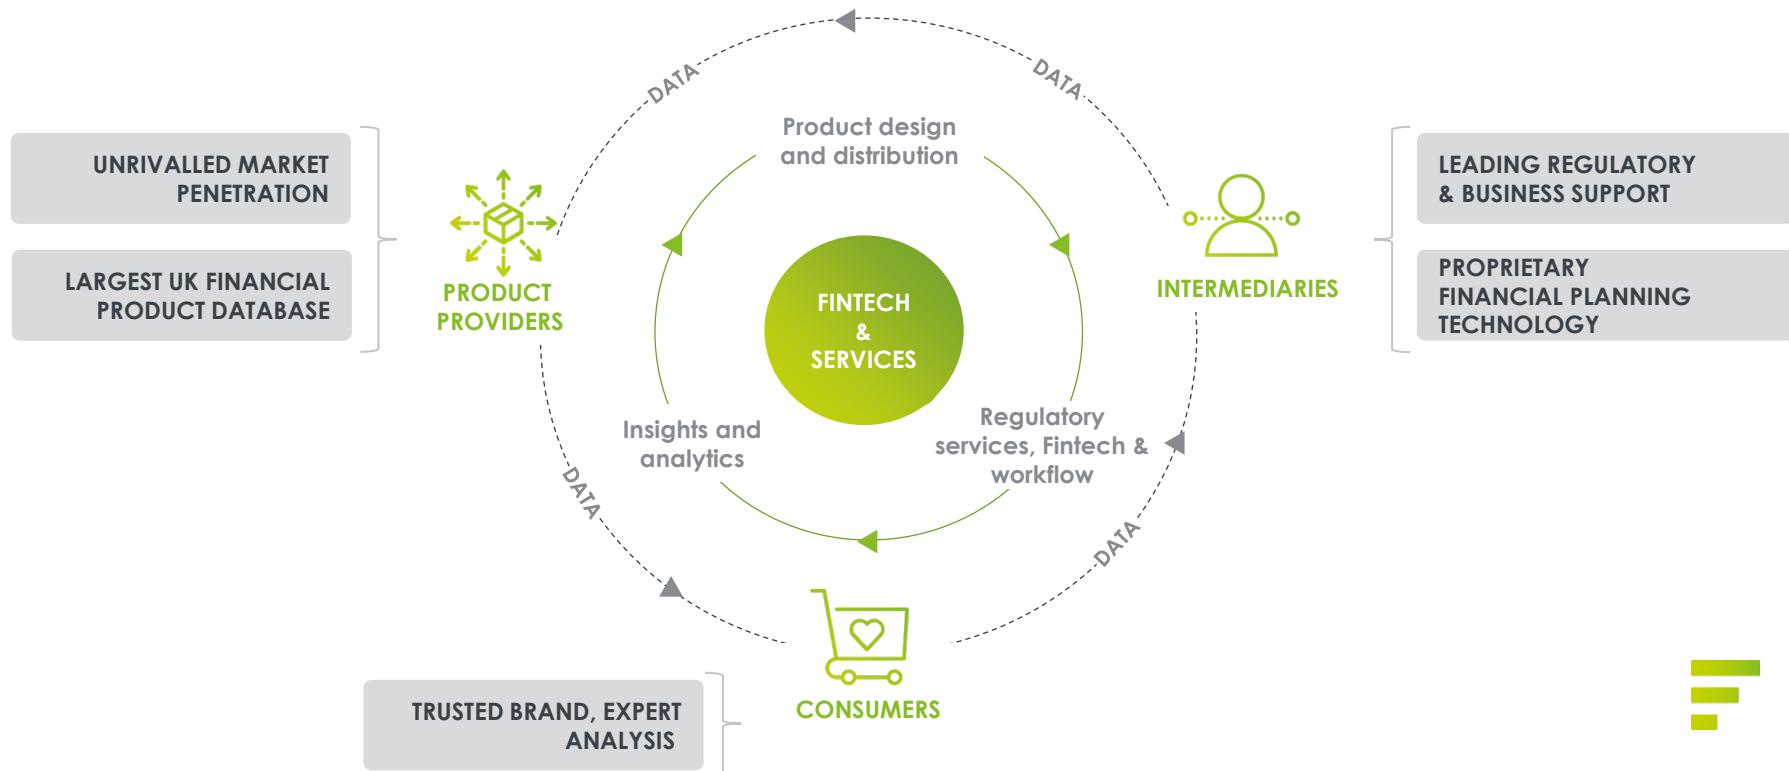 DATA
DATA
Product design
and distribution
UNRIVALLED MARKET
PENETRATION
LARGEST UK FINANCIAL
PRODUCT DATABASE
PRODUCT
PROVIDERS
FINTECH
&
SERVICES
INTERMEDIARIES
LEADING REGULATORY
& BUSINESS SUPPORT
PROPRIETARY
FINANCIAL PLANNING
TECHNOLOGY
Insights and
analytics
Regulatory
services, Fintech &
workflow
DATA
DATA
CONSUMERS
TRUSTED BRAND, EXPERT
ANALYSIS